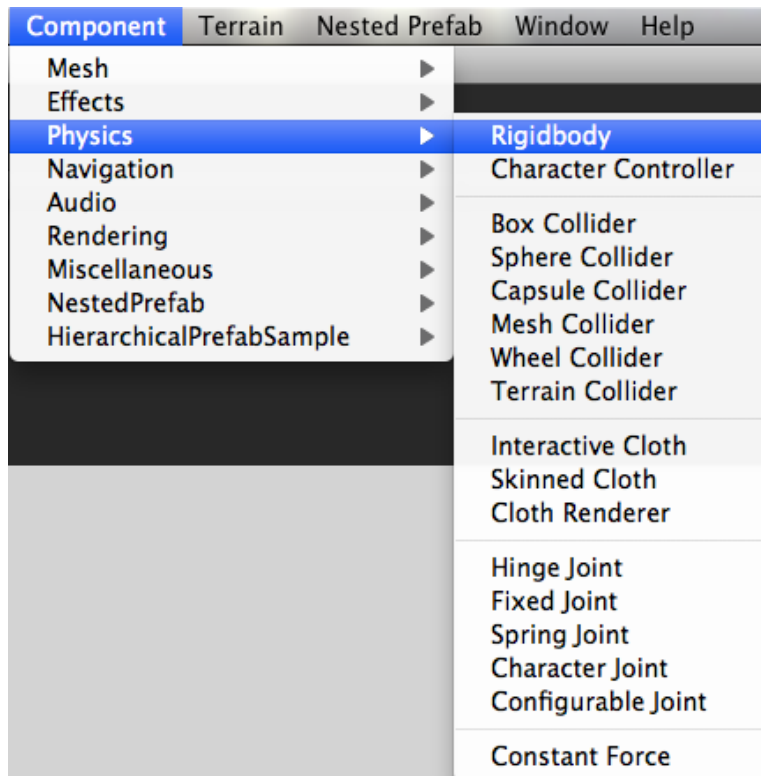 Component Terrain Nested Prefab Window Help
Mesh
Effects
Physics
Navigation
Audio
Rendering
Miscellaneous
NestedPrefab
HierarchicalPrefabSample
Rigidbody
Character Controller
Box Collider
Sphere Collider
Capsule Collider
Mesh Collider
Wheel Collider
Terrain Collider
Interactive Cloth
Skinned Cloth
Cloth Renderer
Hinge Joint
Fixed Joint
Spring Joint
Character Joint
Configurable Joint
Constant Force